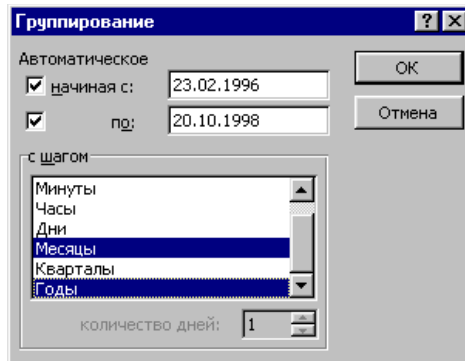 Группирование
Автоматическое
начиная с: 23.02.1996
по: 20.10.1998
ОК
Отмена
с шагом
Минуты
Часы
Дни
Месяцы
Кварталы
Годы
количество дней: 1